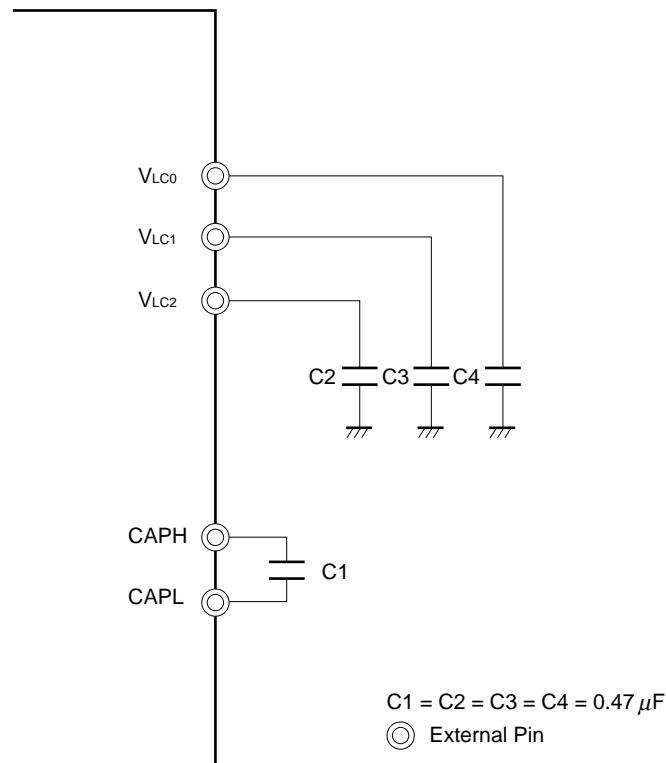 VLC0
VLC1
VLC2
C2 C3 C4
CAPH
C1
CAPL
C1 = C2 = C3 = C4 = 0.47 μF
External Pin